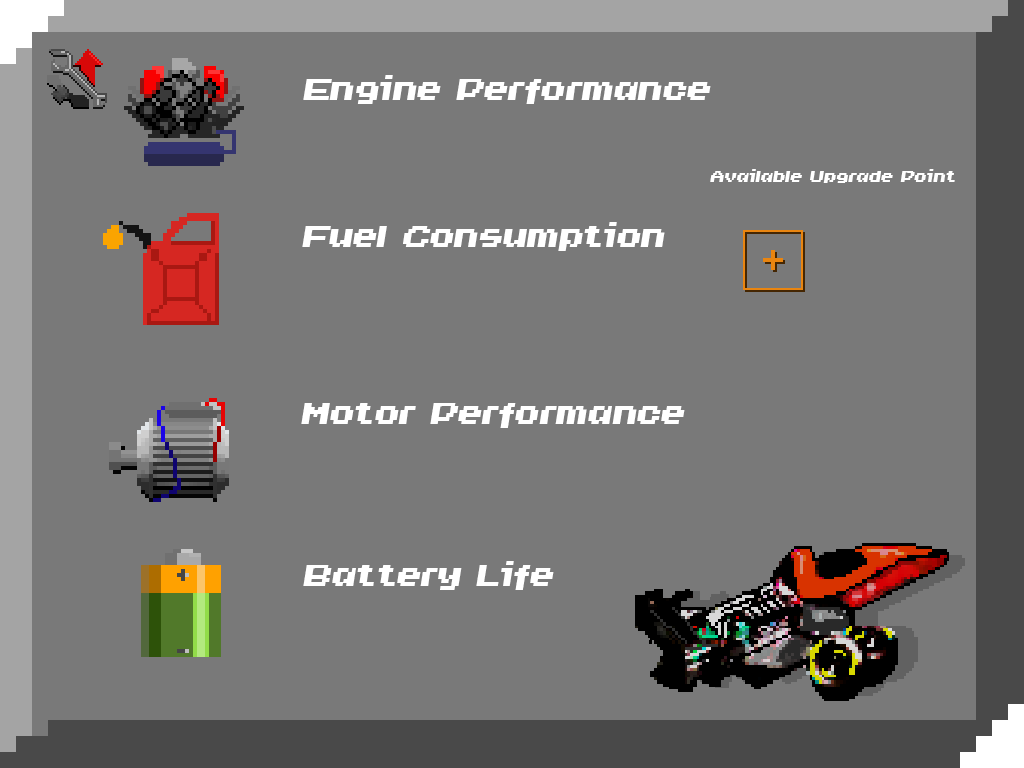 Engine Performance
Available Upgrade Point
Fuel Consumption
+
Motor Performance
Battery Life